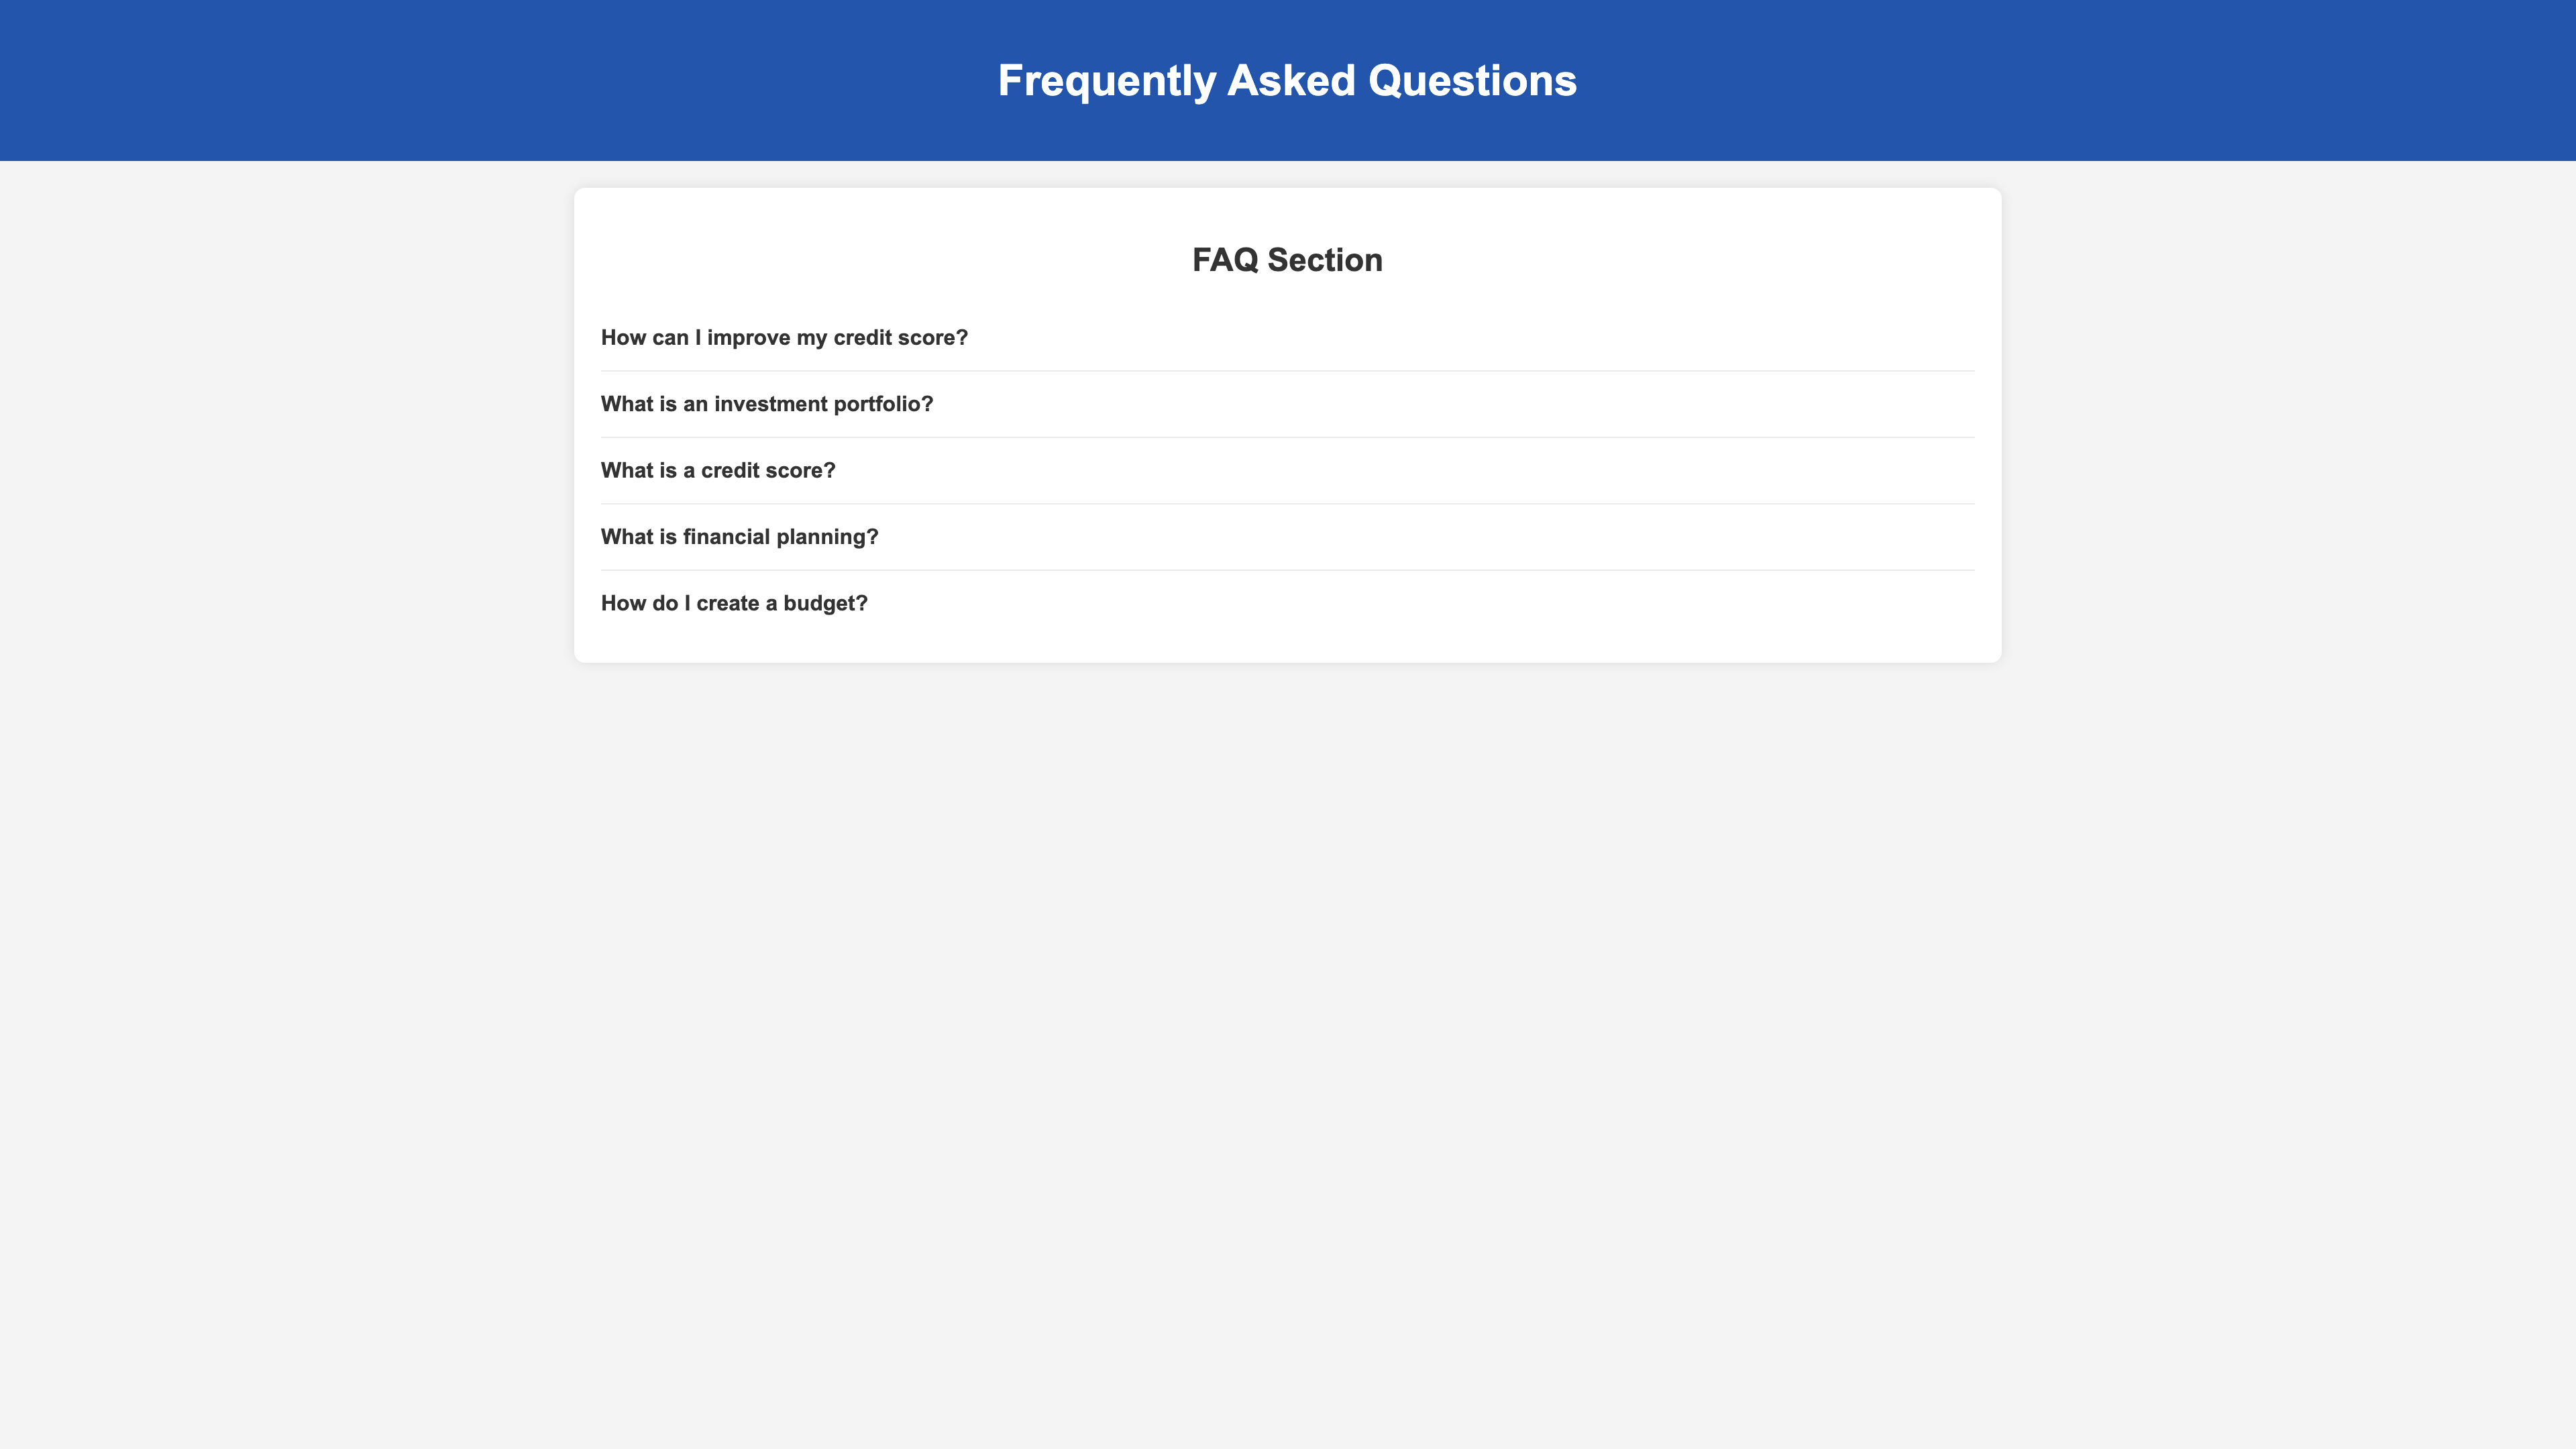 Frequently Asked Questions
FAQ Section
How can I improve my credit score?
What is an investment portfolio?
What is a credit score?
What is financial planning?
How do I create a budget?